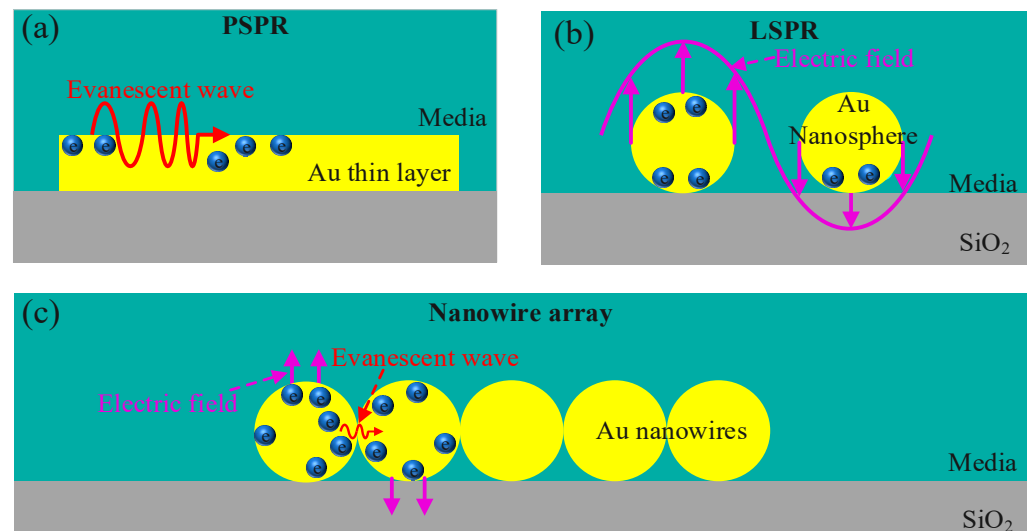 (a)
PSPR
Evanescent wave
Media
e e e e e
Au thin layer
(b)
LSPR
Electric field
e e
Au
Nanosphere
e e e e
Media
SiO₂
(c)
Nanowire array
Evanescent wave
Electric field
e e e e
e e e e
e e e e
Au nanowires
Media
SiO₂